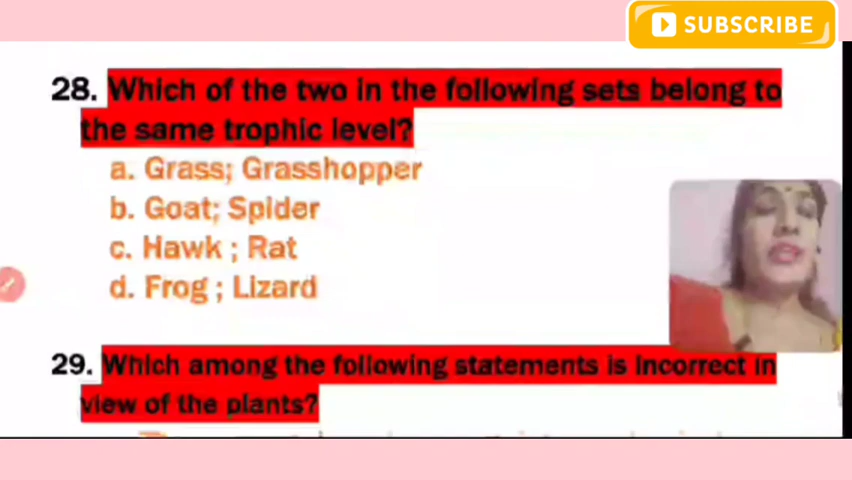 SUBSCRIBE
28. Which of the two in the following sets belong to
the same trophic level?
a. Grass; Grasshopper
b. Goat; Spider
c. Hawk ; Rat
d. Frog ; Lizard
29. Which among the following statements is incorrect in
view of the plants?